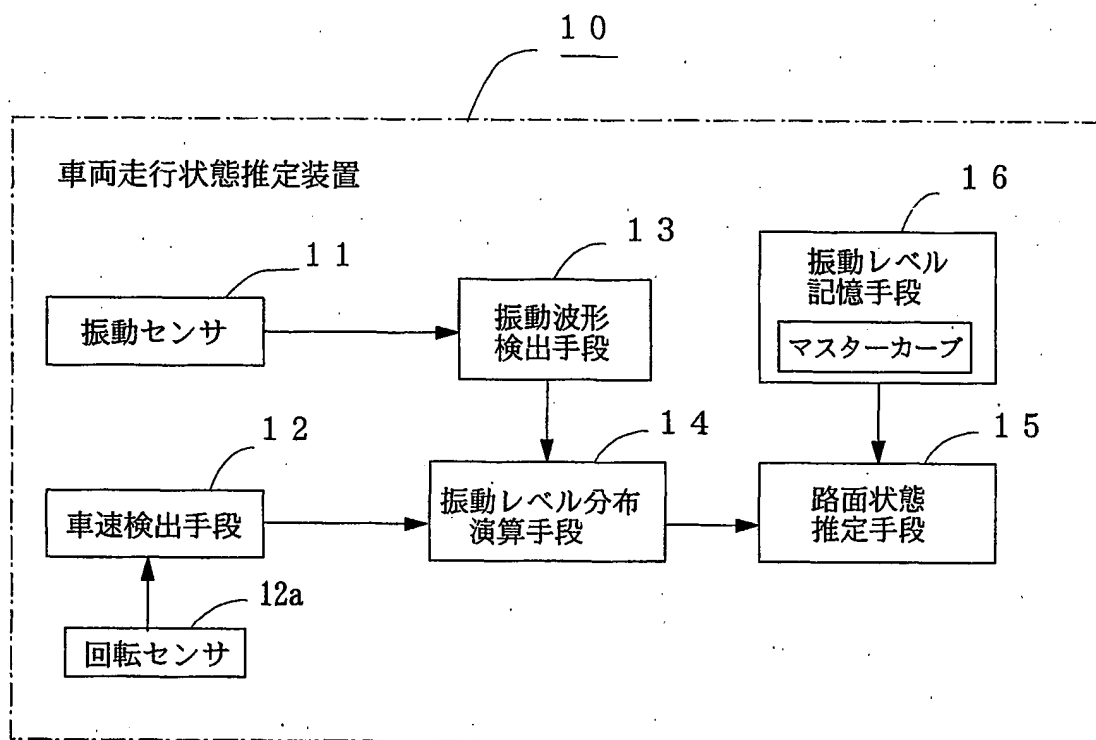 １０
車両走行状態推定装置
１６
１３
１１
振動レベル
記憶手段
マスターカーブ
振動センサ
振動波形
検出手段
１２
１４
１５
車速検出手段
振動レベル分布
演算手段
路面状態
推定手段
12a
回転センサ